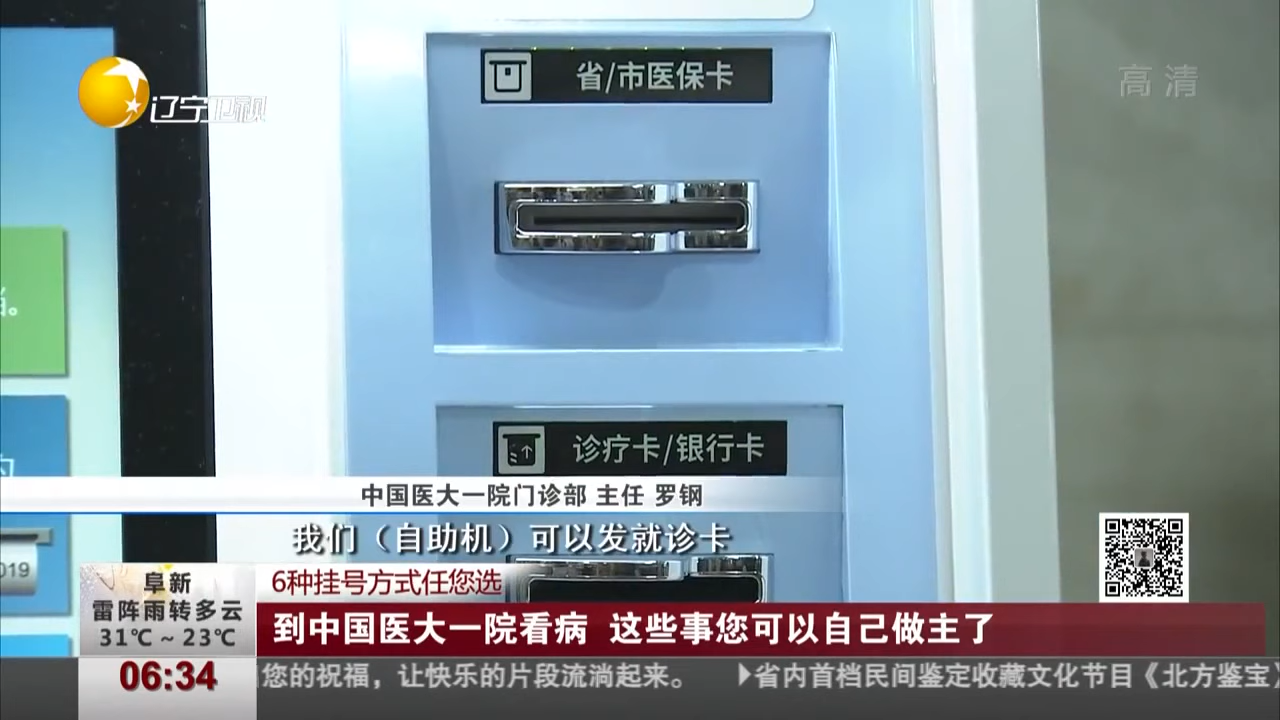 辽宁卫视
高清
省/市医保卡
诊疗卡/银行卡
中国医大一院门诊部 主任 罗钢
我们（自助机）可以发就诊卡
019
6种挂号方式任您选
到中国医大一院看病 这些事您可以自己做主了
阜新
雷阵雨转多云
31℃～23℃
06:34
您的祝福，让快乐的片段流淌起来。 ▶省内首档民间鉴定收藏文化节目《北方鉴宝》